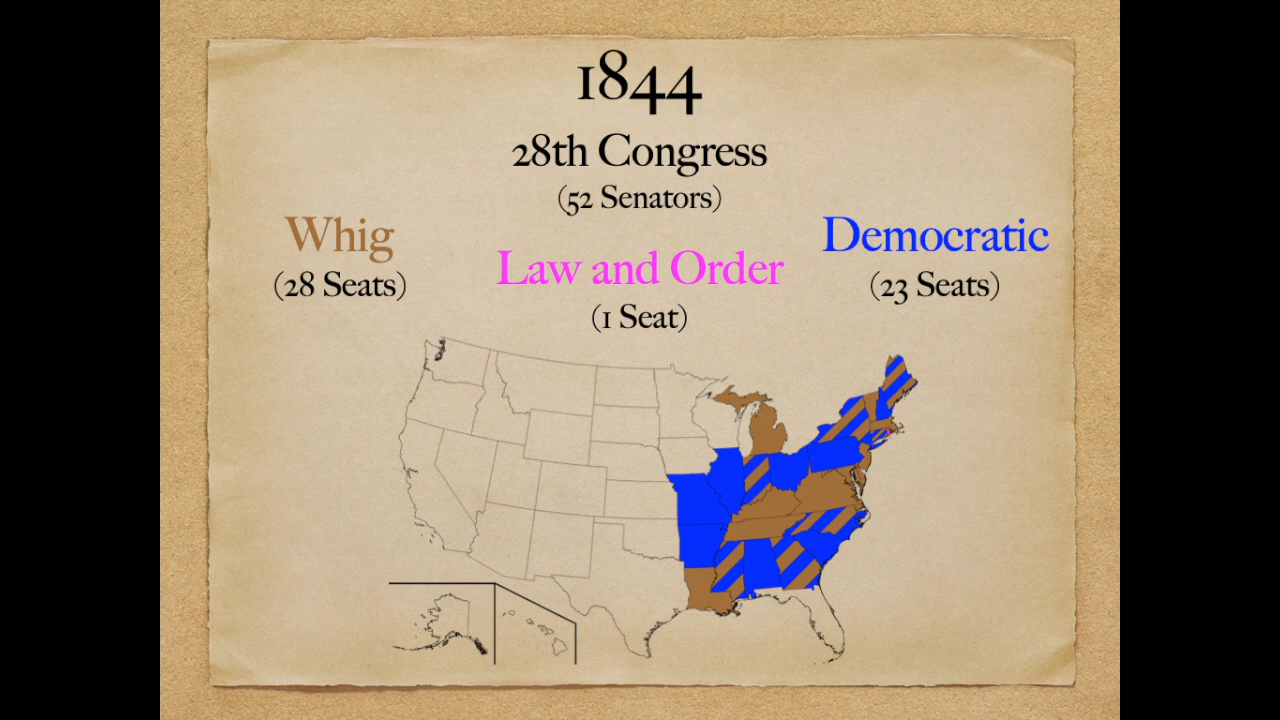 1844
28th Congress
(52 Senators)
Whig
(28 Seats)
Law and Order
(1 Seat)
Democratic
(23 Seats)